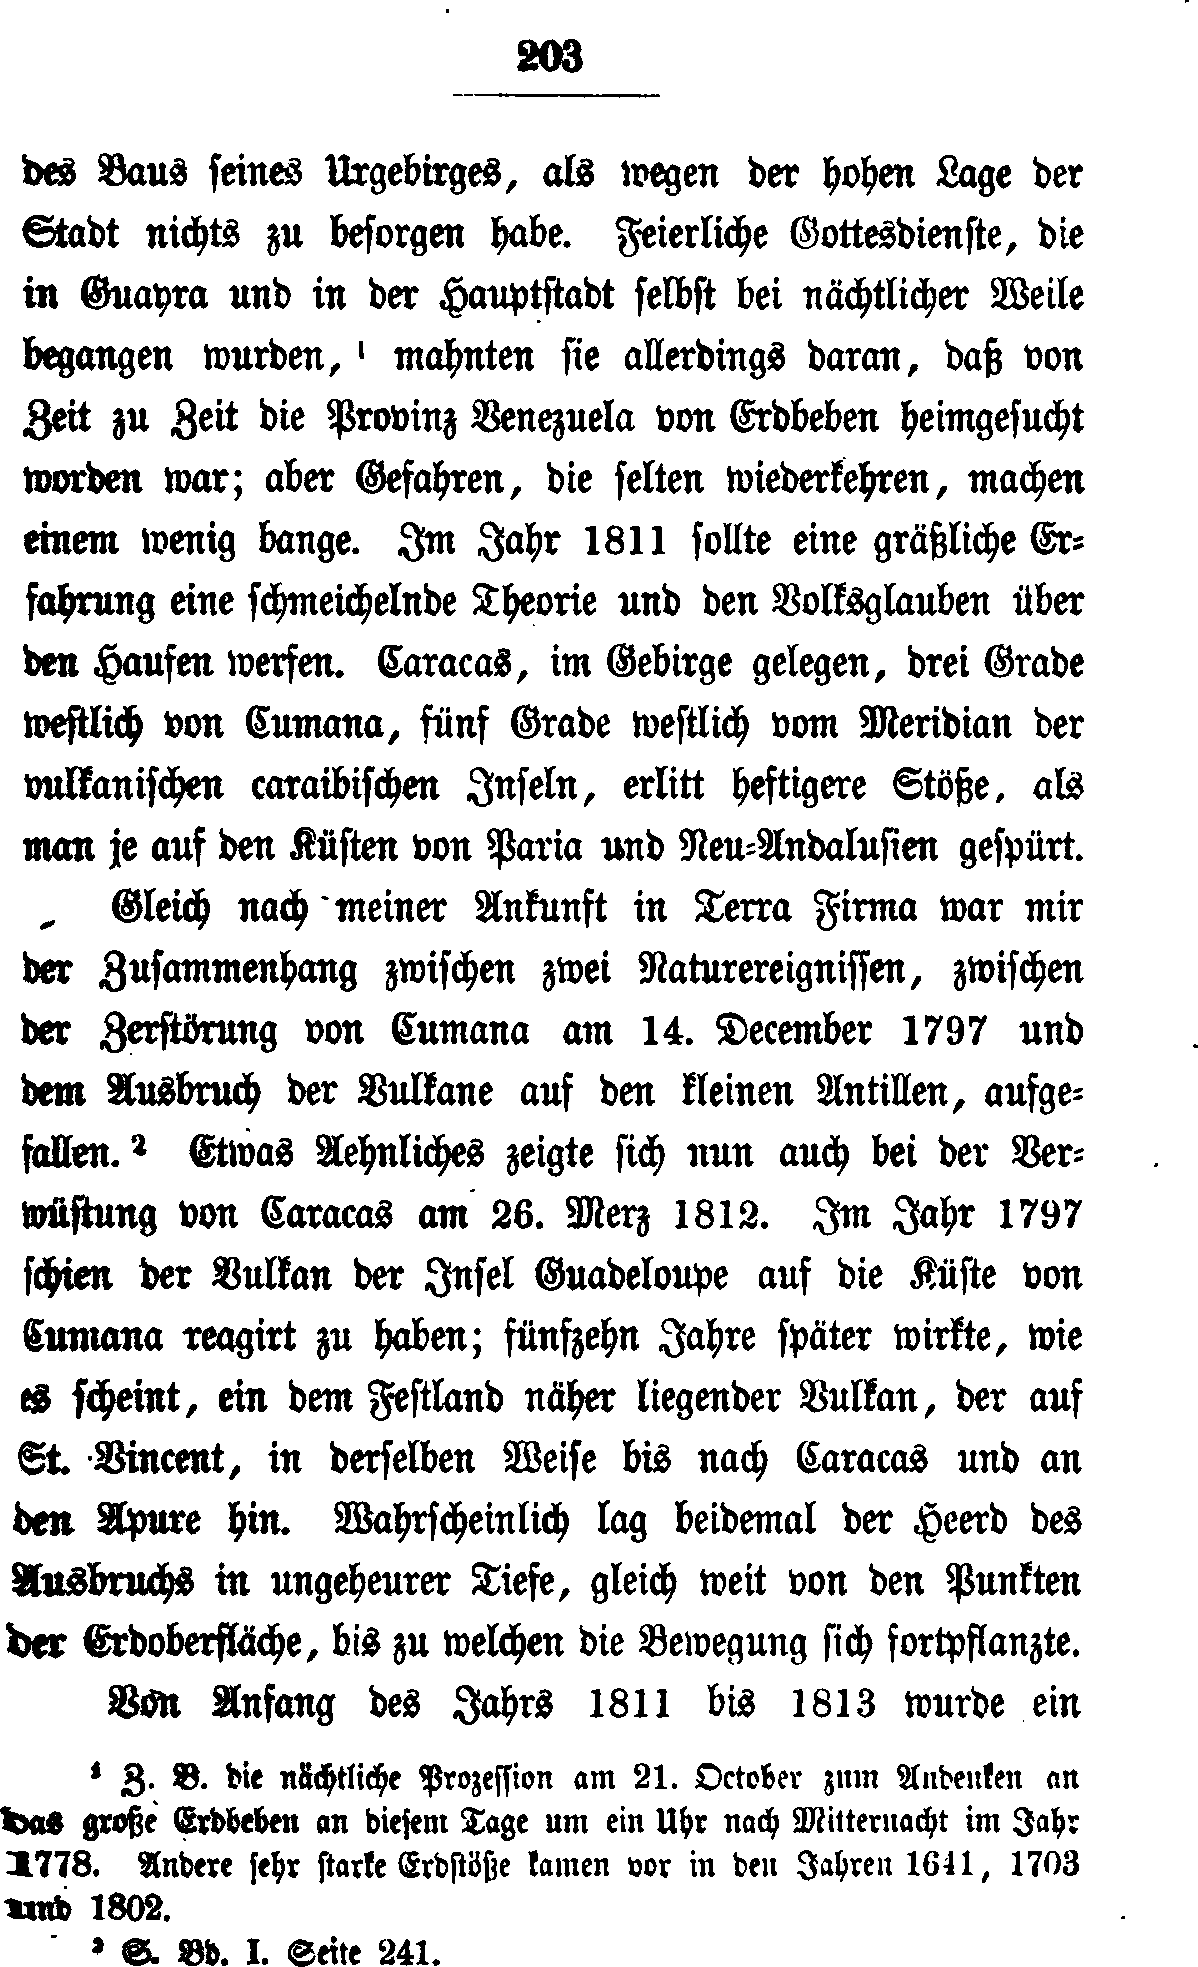 203
des Baus seines Urgebirges, als wegen der hohen Lage der
Stadt nichts zu besorgen habe. Feierliche Gottesdienste, die
in Guayra und in der Hauptstadt selbst bei nächtlicher Weile
begangen wurden, ¹ mahnten sie allerdings daran, daß von
Zeit zu Zeit die Provinz Venezuela von Erdbeben heimgesucht
worden war; aber Gefahren, die selten wiederkehren, machen
einem wenig bange. Im Jahr 1811 sollte eine gräßliche Er-
fahrung eine schmeichelnde Theorie und den Volksglauben über
den Haufen werfen. Caracas, im Gebirge gelegen, drei Grade
westlich von Cumana, fünf Grade westlich vom Meridian der
vulkanischen caraibischen Inseln, erlitt heftigere Stöße, als
man je auf den Küsten von Paria und Neu-Andalusien gespürt.
Gleich nach meiner Ankunft in Terra Firma war mir
der Zusammenhang zwischen zwei Naturereignissen, zwischen
der Zerstörung von Cumana am 14. December 1797 und
dem Ausbruch der Vulkane auf den kleinen Antillen, aufge-
fallen. ² Etwas Aehnliches zeigte sich nun auch bei der Ver-
wüstung von Caracas am 26. Merz 1812. Im Jahr 1797
schien der Vulkan der Insel Guadeloupe auf die Küste von
Cumana reagirt zu haben; fünfzehn Jahre später wirkte, wie
es scheint, ein dem Festland näher liegender Vulkan, der auf
St. Vincent, in derselben Weise bis nach Caracas und an
den Apure hin. Wahrscheinlich lag beidemal der Heerd des
Ausbruchs in ungeheurer Tiefe, gleich weit von den Punkten
der Erdoberfläche, bis zu welchen die Bewegung sich fortpflanzte.
Von Anfang des Jahrs 1811 bis 1813 wurde ein
¹ Z. B. die nächtliche Prozession am 21. October zum Andenken an
das große Erdbeben an diesem Tage um ein Uhr nach Mitternacht im Jahr
1778. Andere sehr starke Erdstöße kamen vor in den Jahren 1641, 1703
und 1802.
² S. Bd. I. Seite 241.